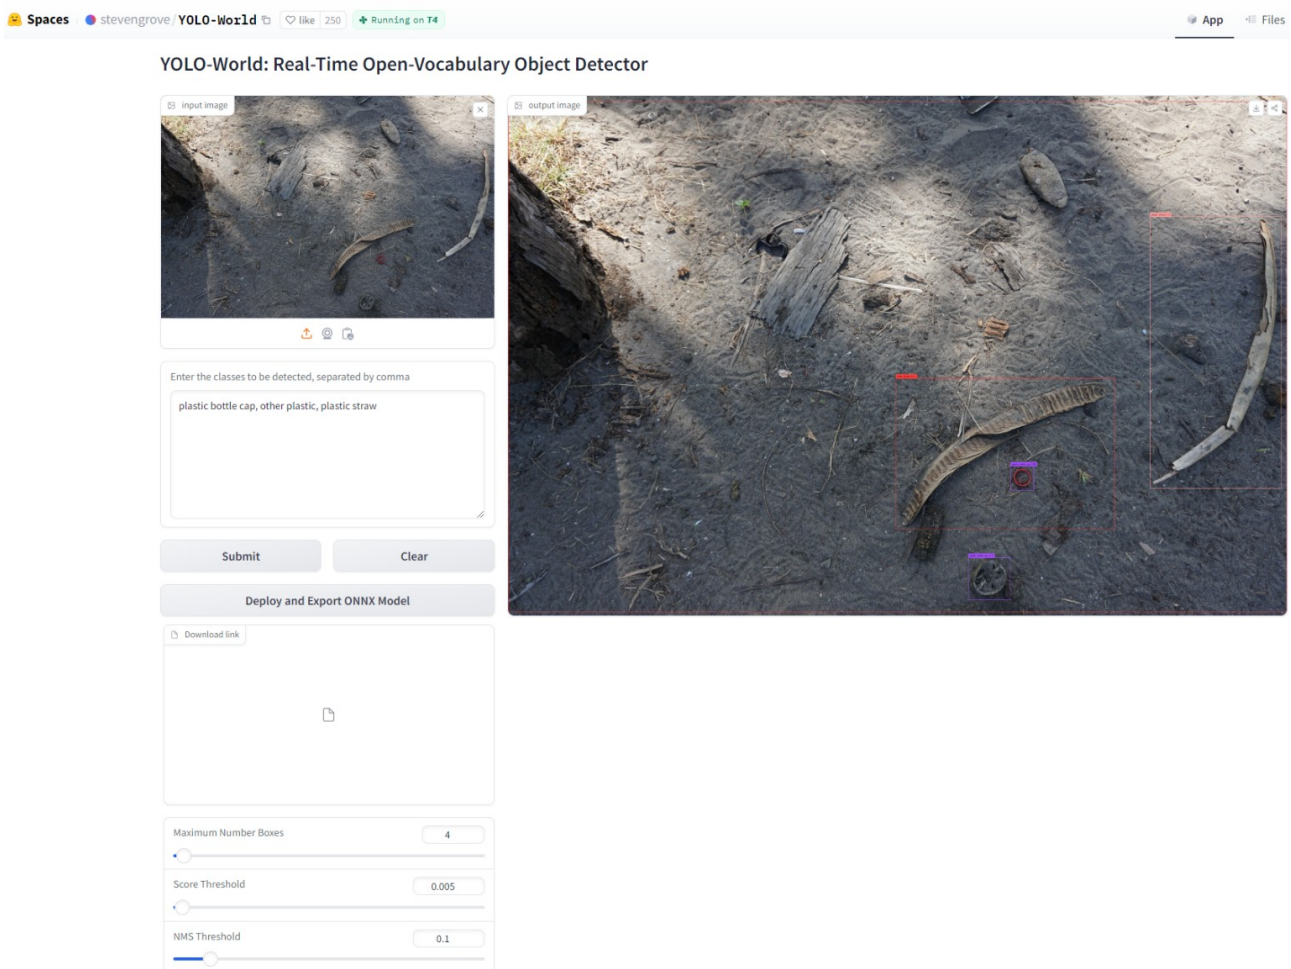 Spaces stevengrove/YOLO-World like 250 Running on T4 App Files
YOLO-World: Real-Time Open-Vocabulary Object Detector
input image
output image
Enter the classes to be detected, separated by comma
plastic bottle cap, other plastic, plastic straw
Submit Clear
Deploy and Export ONNX Model
Download link
Maximum Number Boxes 4
Score Threshold 0.005
NMS Threshold 0.1